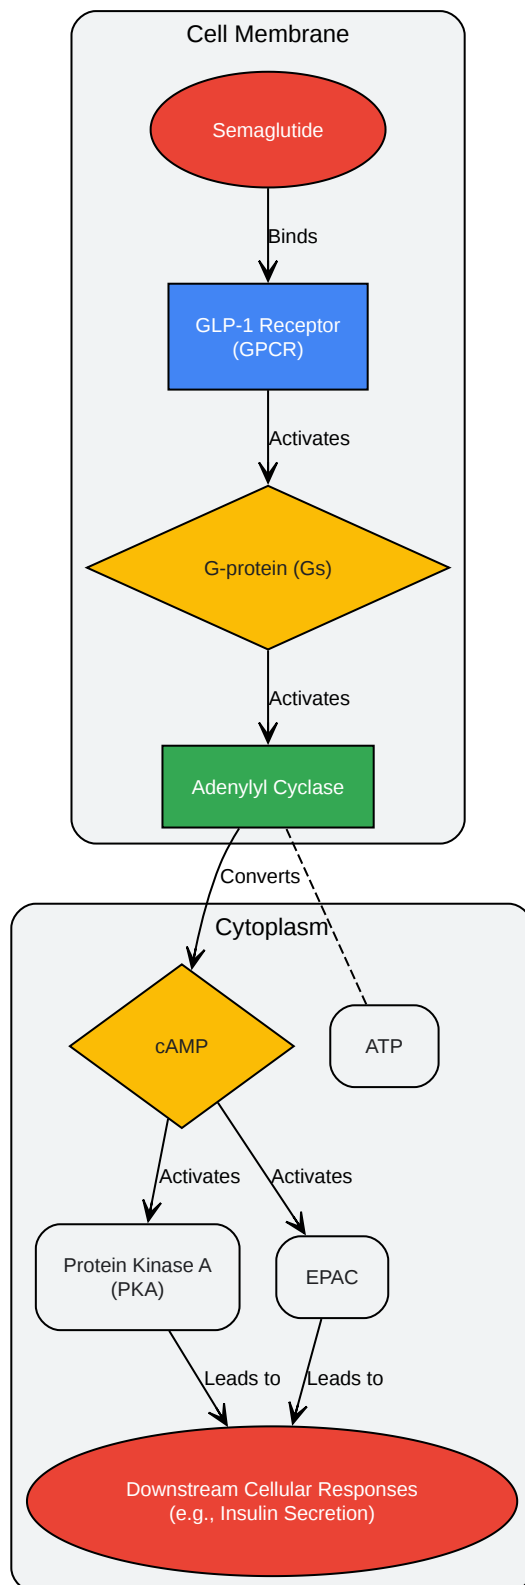 Cell Membrane
Semaglutide
Binds
GLP-1 Receptor
(GPCR)
Activates
G-protein (Gs)
Activates
Adenylyl Cyclase
Converts
Cytoplasm
cAMP
ATP
Activates
Activates
Protein Kinase A
(PKA)
EPAC
Leads to
Leads to
Downstream Cellular Responses
(e.g., Insulin Secretion)